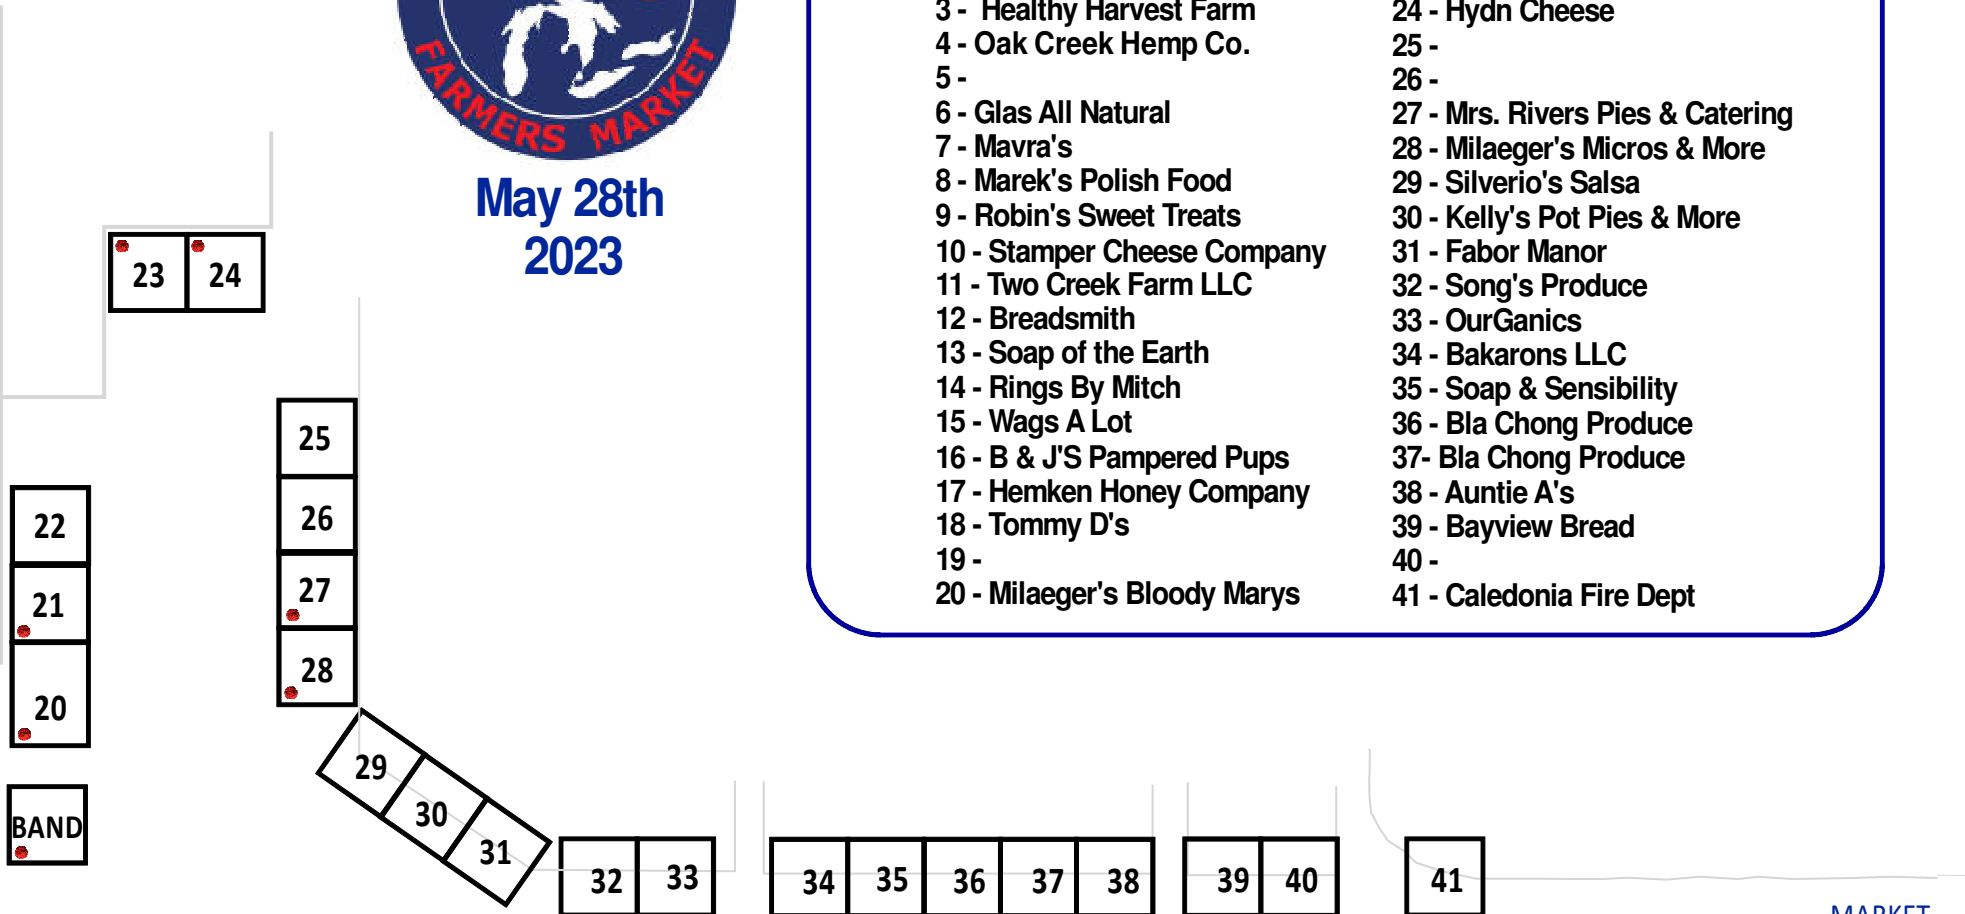 FARMERS MARKET
May 28th
2023
3 - Healthy Harvest Farm
4 - Oak Creek Hemp Co.
5 -
6 - Glas All Natural
7 - Mavra's
8 - Marek's Polish Food
9 - Robin's Sweet Treats
10 - Stamper Cheese Company
11 - Two Creek Farm LLC
12 - Breadsmith
13 - Soap of the Earth
14 - Rings By Mitch
15 - Wags A Lot
16 - B & J'S Pampered Pups
17 - Hemken Honey Company
18 - Tommy D's
19 -
20 - Milaeger's Bloody Marys
24 - Hydn Cheese
25 -
26 -
27 - Mrs. Rivers Pies & Catering
28 - Milaeger's Micros & More
29 - Silverio's Salsa
30 - Kelly's Pot Pies & More
31 - Fabor Manor
32 - Song's Produce
33 - OurGanics
34 - Bakarons LLC
35 - Soap & Sensibility
36 - Bla Chong Produce
37- Bla Chong Produce
38 - Auntie A's
39 - Bayview Bread
40 -
41 - Caledonia Fire Dept
23 24
25
26
27
28
22
21
20
BAND
29
30
31
32 33 34 35 36 37 38 39 40 41
MARKET